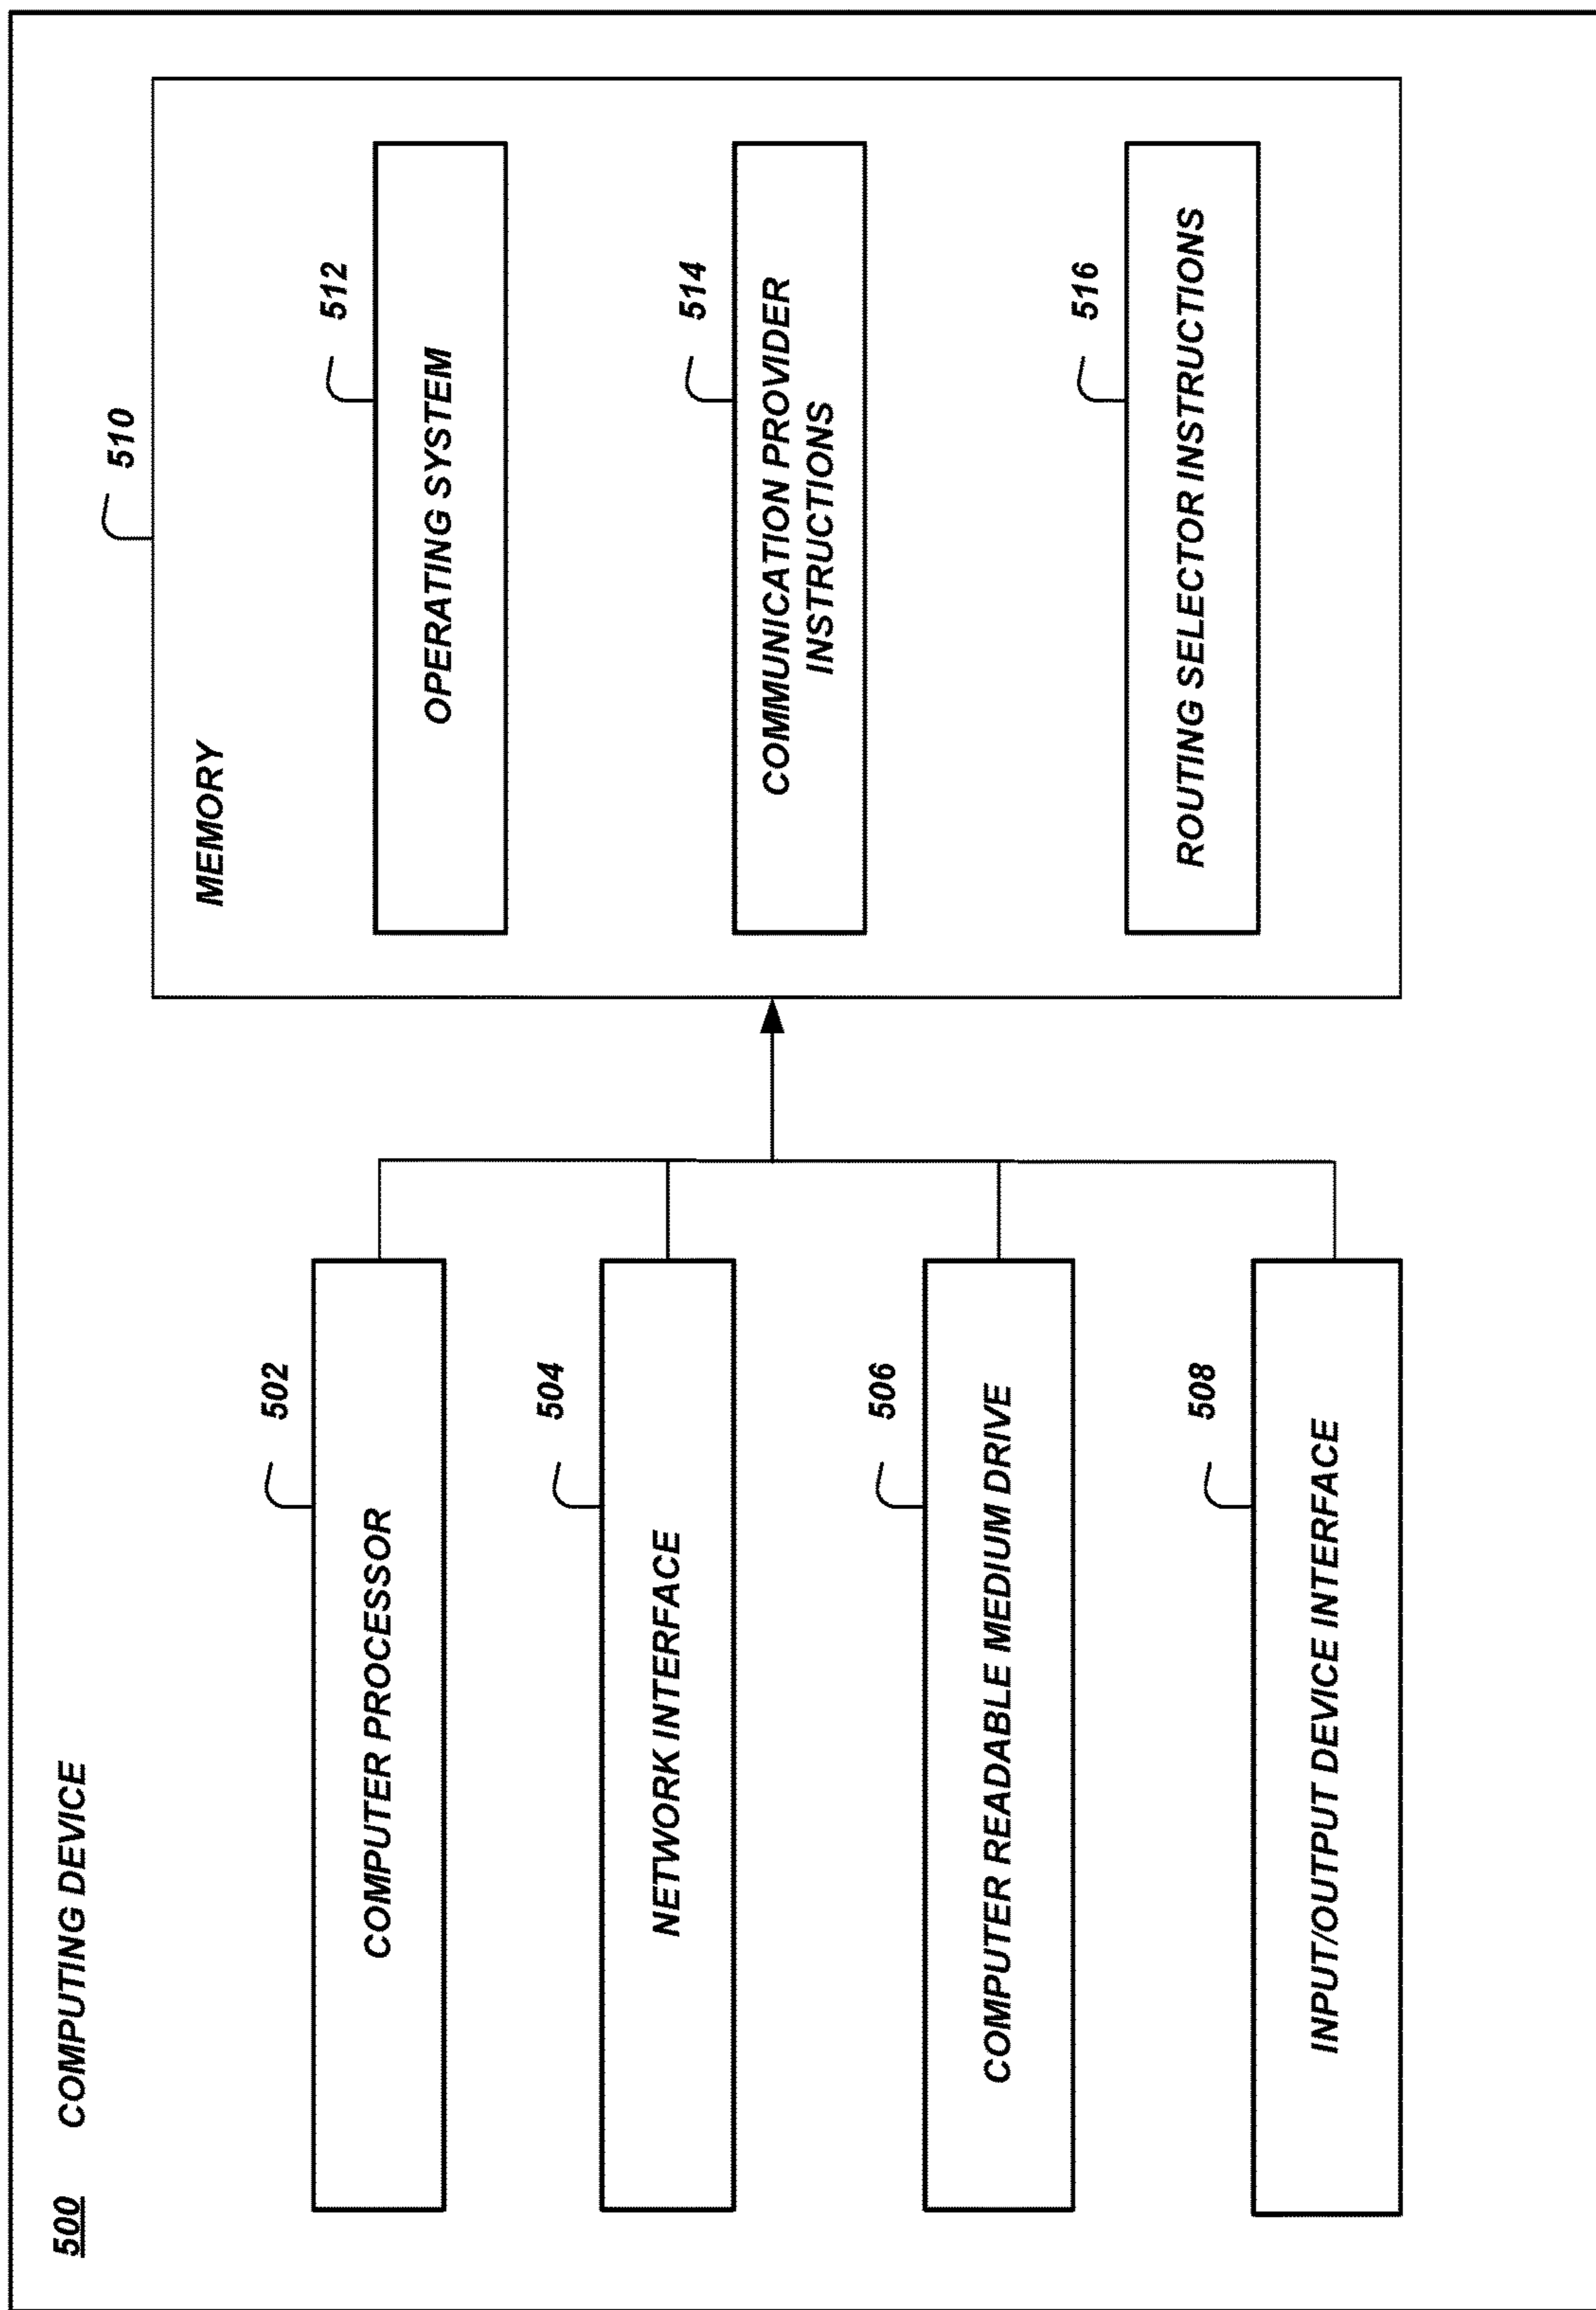 500 COMPUTING DEVICE
502
COMPUTER PROCESSOR
504
NETWORK INTERFACE
506
COMPUTER READABLE MEDIUM DRIVE
508
INPUT/OUTPUT DEVICE INTERFACE
510
MEMORY
512
OPERATING SYSTEM
514
COMMUNICATION PROVIDER
INSTRUCTIONS
516
ROUTING SELECTOR INSTRUCTIONS